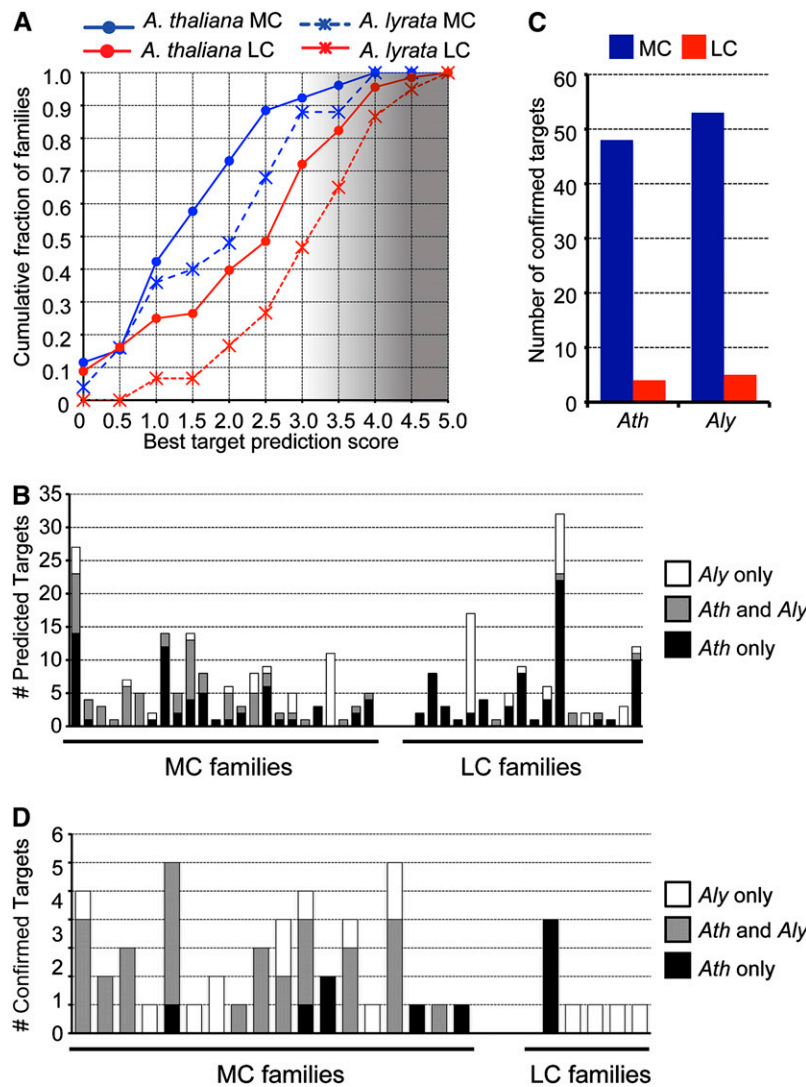 A
A. thaliana MC
A. lyrata MC
A. thaliana LC
A. lyrata LC
Cumulative fraction of families
1.0
0.9
0.8
0.7
0.6
0.5
0.4
0.3
0.2
0.1
0
0 0.5 1.0 1.5 2.0 2.5 3.0 3.5 4.0 4.5 5.0
Best target prediction score
C
MC LC
Number of confirmed targets
60
50
40
30
20
10
0
Ath Aly
B
# Predicted Targets
35
30
25
20
15
10
5
0
MC families LC families
Aly only
Ath and Aly
Ath only
D
# Confirmed Targets
6
5
4
3
3
2
1
0
MC families LC families
Aly only
Ath and Aly
Ath only